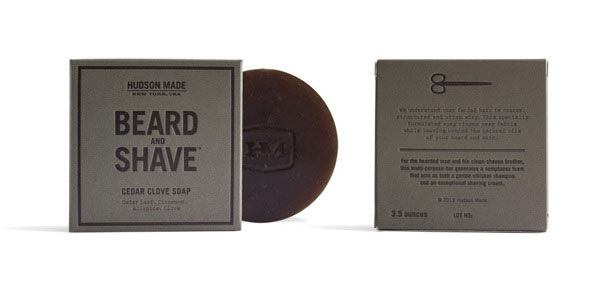 HUDSON MADE
NEW YORK, USA
BEARD
AND
SHAVE™
CEDAR CLOVE SOAP
Cedar Leaf, Cinnamon,
Allspice, Clove
HM
We understand that facial hair is coarse,
structured and often wiry. This specially
formulated soap cleans deep debris
while leaving behind the natural oils
of your beard and skin.
For the bearded man and his clean-shaven brother,
this multi-purpose bar generates a sumptuous foam
that acts as both a gentle whisker shampoo
and an exceptional shaving cream.
Hudson Made
3.5 OUNCES LOT NO: